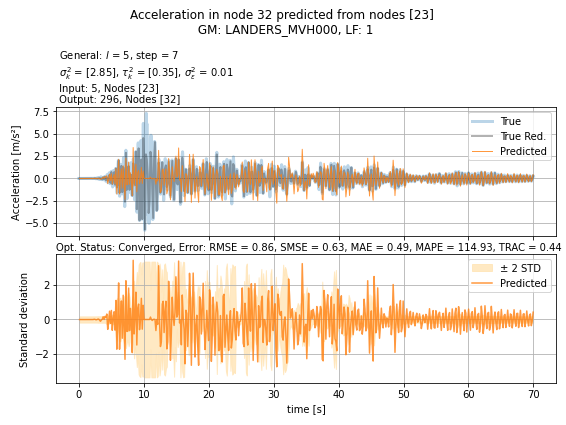 Acceleration in node 32 predicted from nodes [23]
GM: LANDERS_MVH000, LF: 1
General: l = 5, step = 7
σ²ₖ = [2.85], τ²ₖ = [0.35], σ²ε = 0.01
Input: 5, Nodes [23]
Output: 296, Nodes [32]
7.5
5.0
2.5
0.0
−2.5
−5.0
Acceleration [m/s²]
True
True Red.
Predicted
Opt. Status: Converged, Error: RMSE = 0.86, SMSE = 0.63, MAE = 0.49, MAPE = 114.93, TRAC = 0.44
2
0
−2
Standard deviation
± 2 STD
Predicted
0 10 20 30 40 50 60 70
time [s]